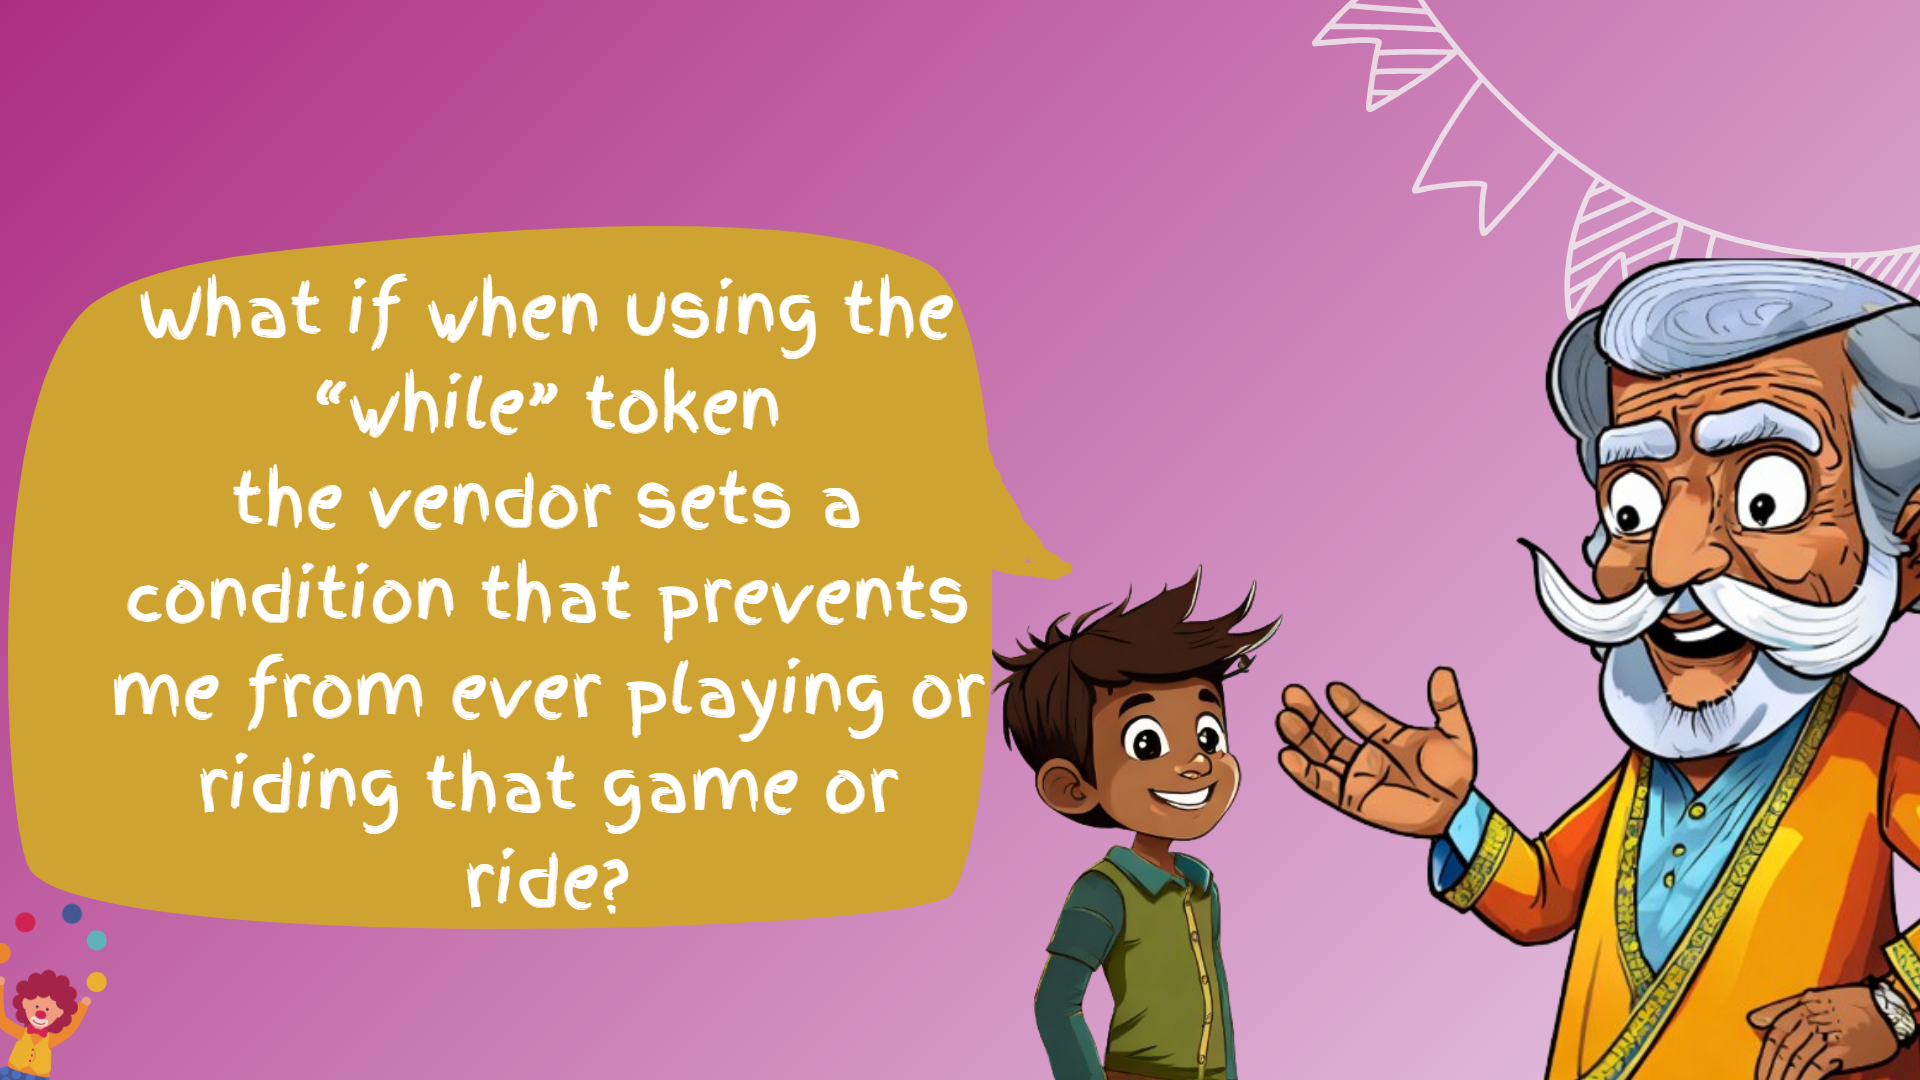 What if when using the
“while” token
the vendor sets a
condition that prevents
me from ever playing or
riding that game or
ride?